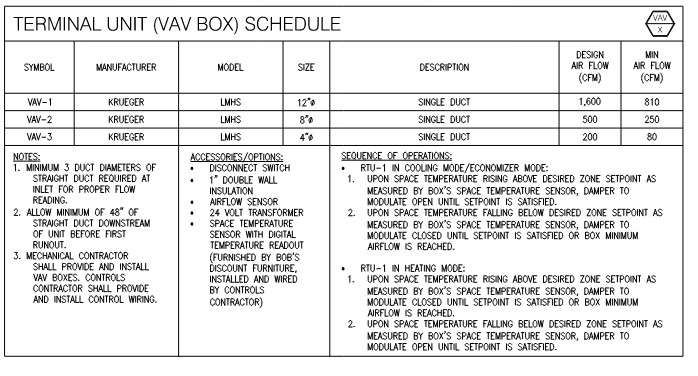 TERMINAL UNIT (VAV BOX) SCHEDULE
VAV
X
SYMBOL MANUFACTURER MODEL SIZE DESCRIPTION DESIGN AIR FLOW (CFM) MIN AIR FLOW (CFM)
VAV-1 KRUEGER LMHS 12"ø SINGLE DUCT 1,600 810
VAV-2 KRUEGER LMHS 8"ø SINGLE DUCT 500 250
VAV-3 KRUEGER LMHS 4"ø SINGLE DUCT 200 80
NOTES:
1. MINIMUM 3 DUCT DIAMETERS OF
STRAIGHT DUCT REQUIRED AT
INLET FOR PROPER FLOW
READING.
2. ALLOW MINIMUM OF 48" OF
STRAIGHT DUCT DOWNSTREAM
OF UNIT BEFORE FIRST
RUNOUT.
3. MECHANICAL CONTRACTOR
SHALL PROVIDE AND INSTALL
VAV BOXES. CONTROLS
CONTRACTOR SHALL PROVIDE
AND INSTALL CONTROL WIRING.
ACCESSORIES/OPTIONS:
• DISCONNECT SWITCH
• 1" DOUBLE WALL
INSULATION
• AIRFLOW SENSOR
• 24 VOLT TRANSFORMER
• SPACE TEMPERATURE
SENSOR WITH DIGITAL
TEMPERATURE READOUT
(FURNISHED BY BOB'S
DISCOUNT FURNITURE,
INSTALLED AND WIRED
BY CONTROLS
CONTRACTOR)
SEQUENCE OF OPERATIONS:
• RTU-1 IN COOLING MODE/ECONOMIZER MODE:
1. UPON SPACE TEMPERATURE RISING ABOVE DESIRED ZONE SETPOINT AS
MEASURED BY BOX'S SPACE TEMPERATURE SENSOR, DAMPER TO
MODULATE OPEN UNTIL SETPOINT IS SATISFIED.
2. UPON SPACE TEMPERATURE FALLING BELOW DESIRED ZONE SETPOINT AS
MEASURED BY BOX'S SPACE TEMPERATURE SENSOR, DAMPER TO
MODULATE CLOSED UNTIL SETPOINT IS SATISFIED OR BOX MINIMUM
AIRFLOW IS REACHED.
• RTU-1 IN HEATING MODE:
1. UPON SPACE TEMPERATURE RISING ABOVE DESIRED ZONE SETPOINT AS
MEASURED BY BOX'S SPACE TEMPERATURE SENSOR, DAMPER TO
MODULATE CLOSED UNTIL SETPOINT IS SATISFIED OR BOX MINIMUM
AIRFLOW IS REACHED.
2. UPON SPACE TEMPERATURE FALLING BELOW DESIRED ZONE SETPOINT AS
MEASURED BY BOX'S SPACE TEMPERATURE SENSOR, DAMPER TO
MODULATE OPEN UNTIL SETPOINT IS SATISFIED.